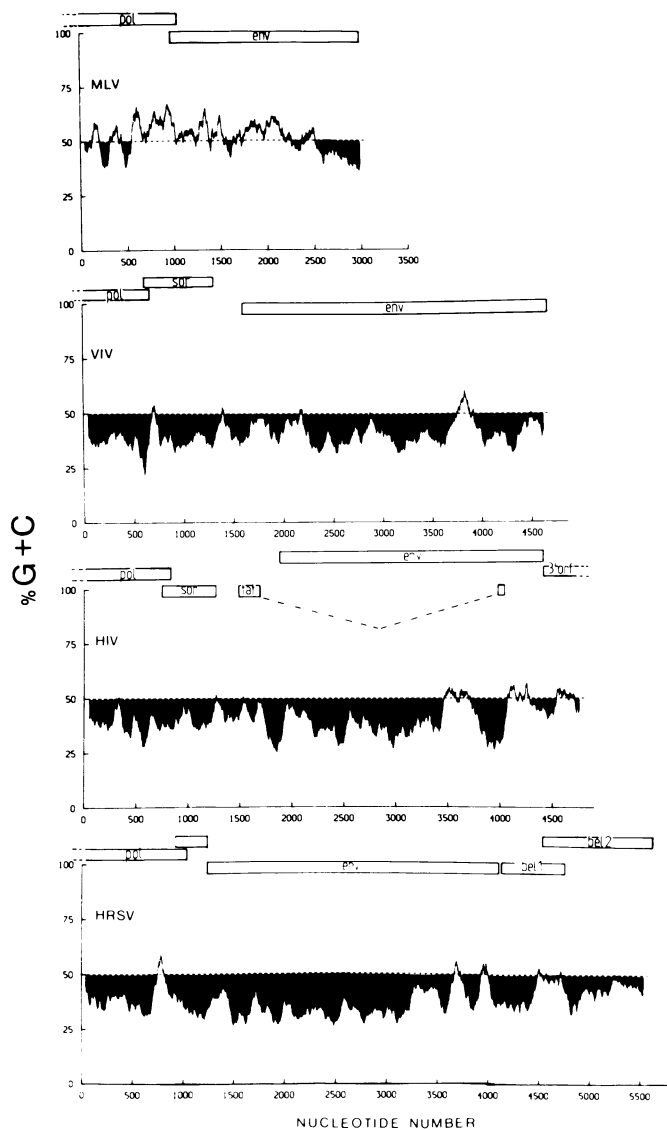 pol
env
100
75
50
25
0
MLV
0 500 1000 1500 2000 2500 3000 3500
sor
pol
env
100
75
50
25
0
VIV
0 500 1000 1500 2000 2500 3000 3500 4000 4500
%G+C
env
pol
3'orf
sor
tat
100
75
50
25
0
HIV
0 500 1000 1500 2000 2500 3000 3500 4000 4500
bel2
pol
env
bel1
100
75
50
25
0
HRSV
0 500 1000 1500 2000 2500 3000 3500 4000 4500 5000 5500
NUCLEOTIDE NUMBER